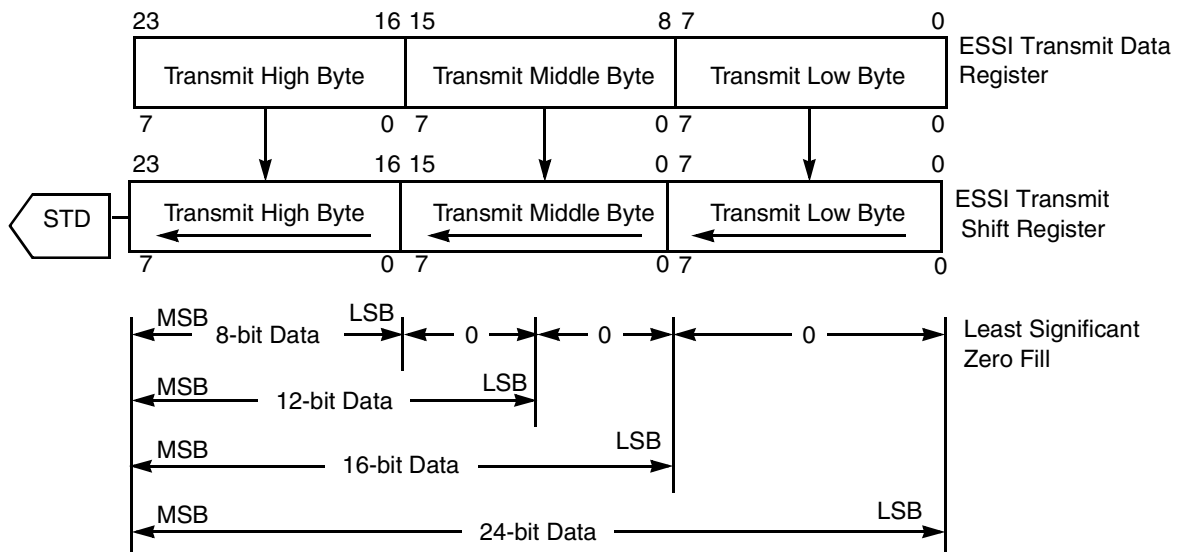 23 16 15 8 7 0
Transmit High Byte Transmit Middle Byte Transmit Low Byte
ESSI Transmit Data
Register
7 0 7 0 7 0
23 16 15 0 7 0
STD
Transmit High Byte Transmit Middle Byte Transmit Low Byte
ESSI Transmit
Shift Register
7 0 7 0 7 0
MSB 8-bit Data LSB 0 0 0
Least Significant
Zero Fill
MSB 12-bit Data LSB
MSB 16-bit Data LSB
MSB 24-bit Data LSB